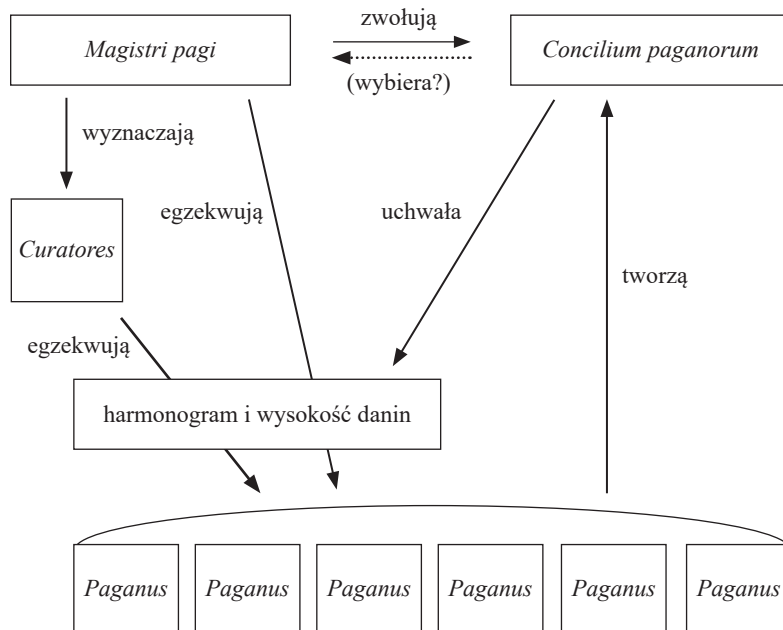 zwołują
Magistri pagi
Concilium paganorum
(wybiera?)
wyznaczają
egzekwują
uchwała
Curatores
tworzą
egzekwują
harmonogram i wysokość danin
Paganus Paganus Paganus Paganus Paganus Paganus